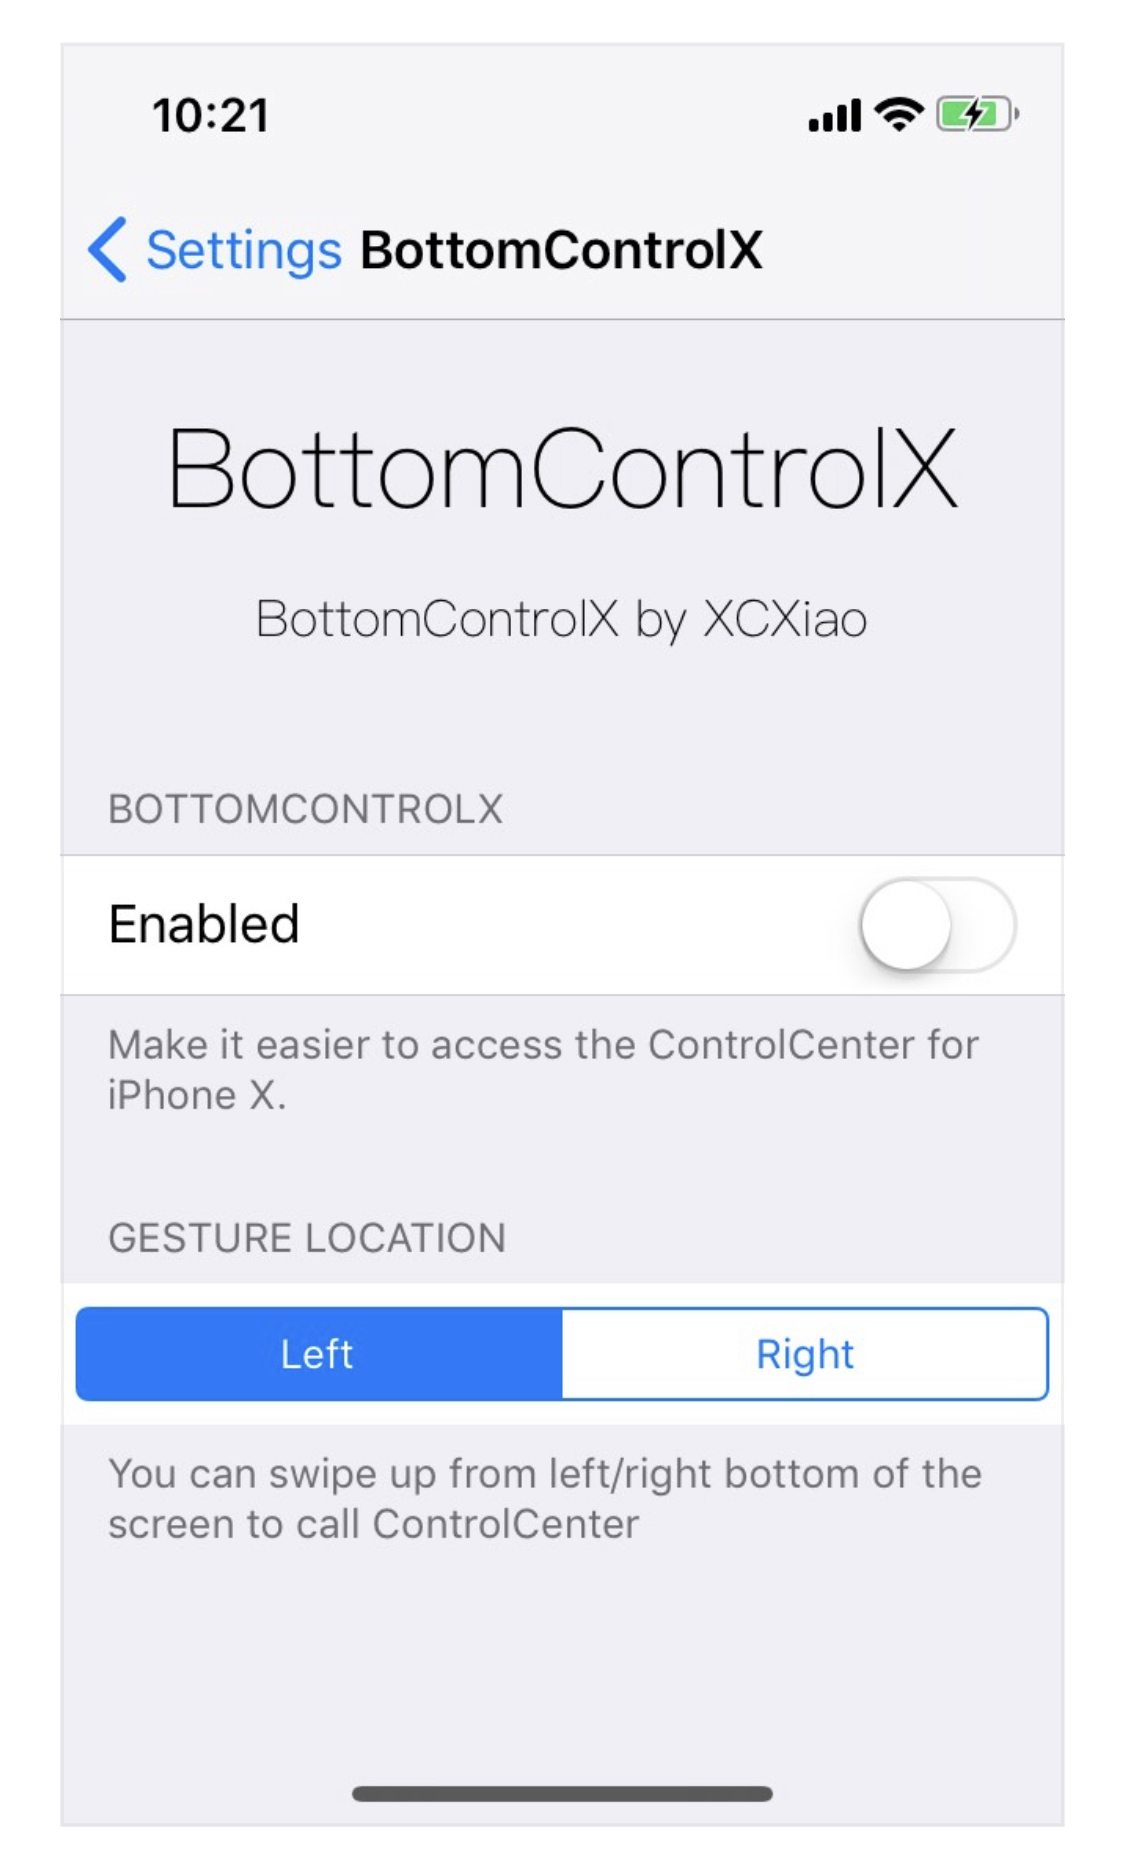 10:21
Settings BottomControlX
BottomControlX
BottomControlX by XCXiao
BOTTOMCONTROLX
Enabled
Make it easier to access the ControlCenter for
iPhone X.
GESTURE LOCATION
Left Right
You can swipe up from left/right bottom of the
screen to call ControlCenter